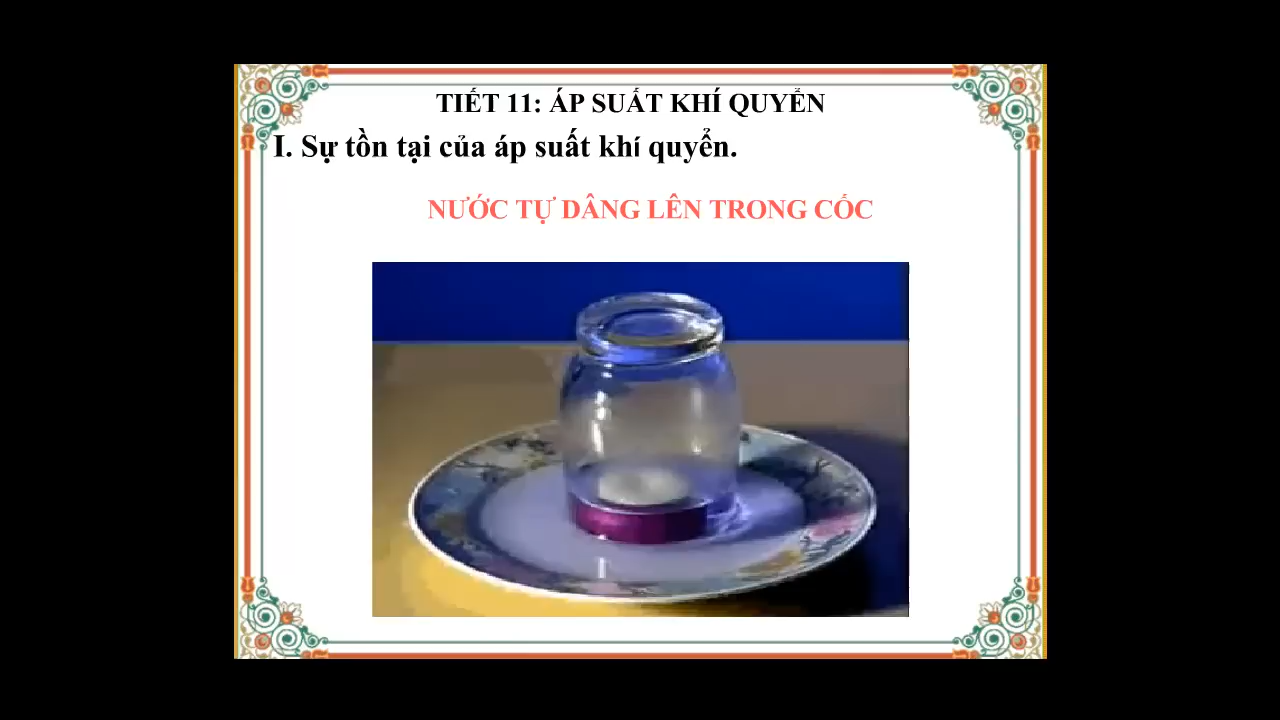 TIẾT 11: ÁP SUẤT KHÍ QUYỂN
I. Sự tồn tại của áp suất khí quyển.
NƯỚC TỰ DÂNG LÊN TRONG CỐC